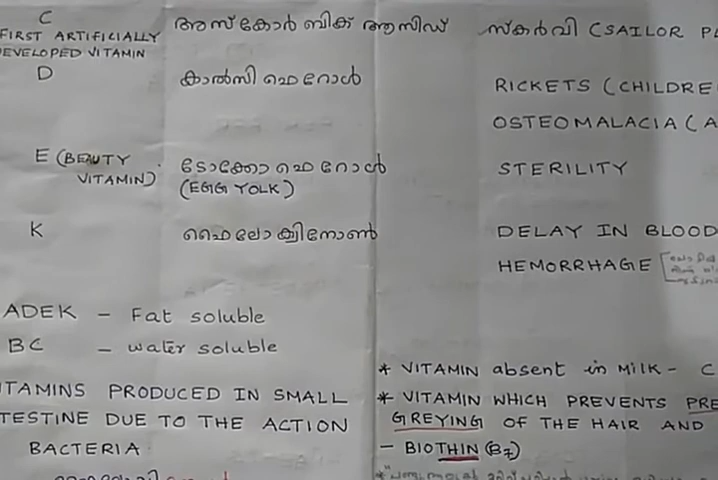 C അസ്കോർബിക് ആസിഡ് സ്കർവി (SAILOR
FIRST ARTIFICIALLY
DEVELOPED VITAMIN
D കാൽസിഫെറോൾ RICKETS (CHILDRE
OSTEOMALACIA (A
E (BEAUTY ടോക്കോഫെറോൾ STERILITY
VITAMIN) (EGG YOLK)
K ഫൈലോക്വിനോൺ DELAY IN BLOOD
HEMORRHAGE
ADEK - Fat soluble
BC - water soluble
* VITAMIN absent in MILK - C
ITAMINS PRODUCED IN SMALL
TESTINE DUE TO THE ACTION
BACTERIA
* VITAMIN WHICH PREVENTS PRE
GREYING OF THE HAIR AND
- BIOTHIN (B7)